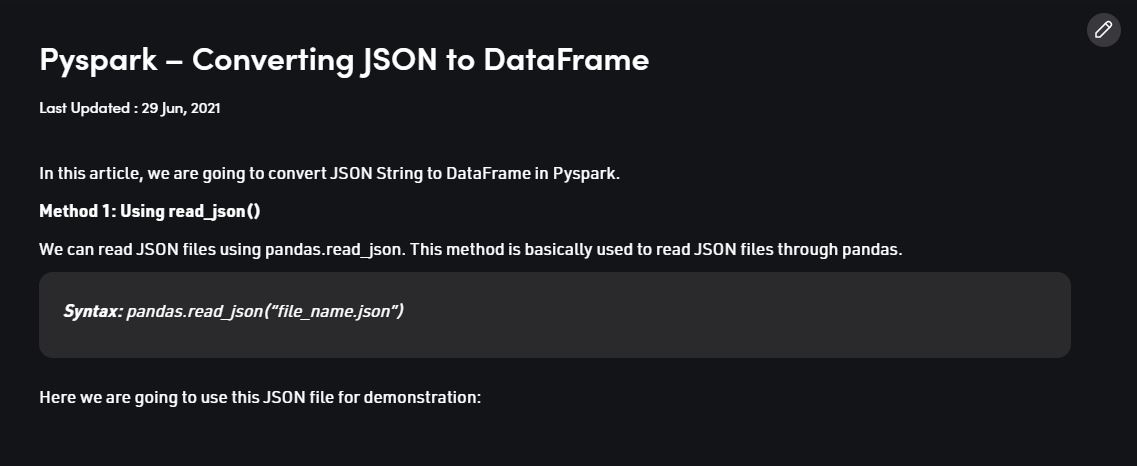 Pyspark – Converting JSON to DataFrame
Last Updated : 29 Jun, 2021
In this article, we are going to convert JSON String to DataFrame in Pyspark.
Method 1: Using read_json()
We can read JSON files using pandas.read_json. This method is basically used to read JSON files through pandas.
Syntax: pandas.read_json(“file_name.json”)
Here we are going to use this JSON file for demonstration: